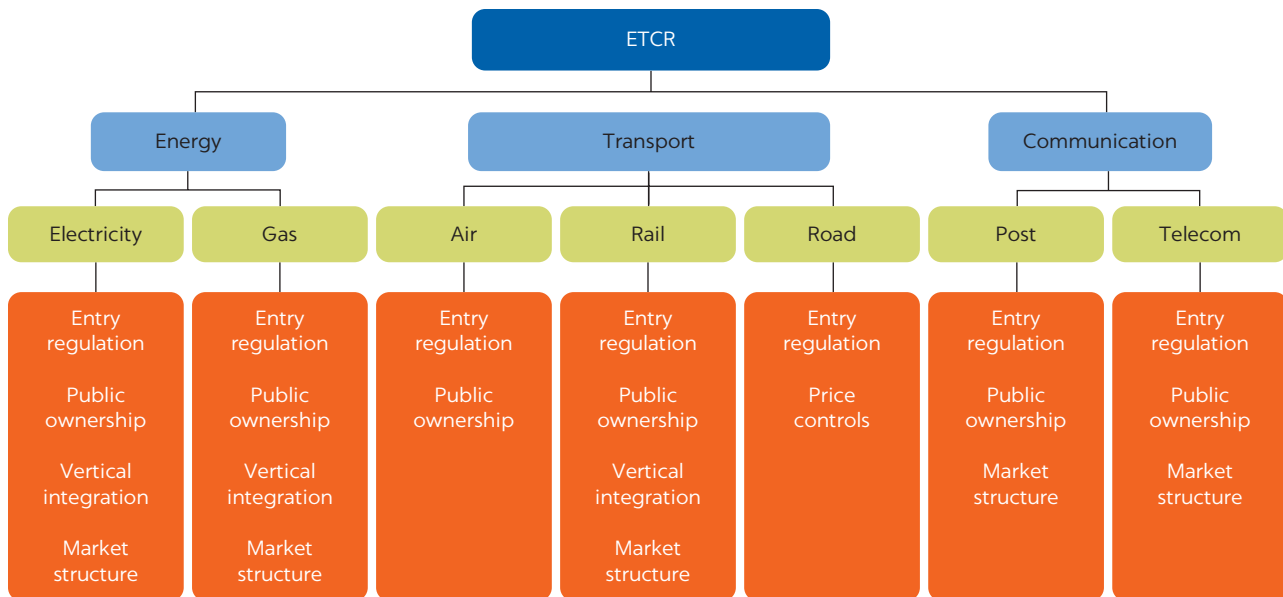 ETCR
Energy
Transport
Communication
Electricity
Gas
Air
Rail
Road
Post
Telecom
Entry
regulation
Public
ownership
Vertical
integration
Market
structure
Entry
regulation
Public
ownership
Vertical
integration
Market
structure
Entry
regulation
Public
ownership
Entry
regulation
Public
ownership
Vertical
integration
Market
structure
Entry
regulation
Price
controls
Entry
regulation
Public
ownership
Market
structure
Entry
regulation
Public
ownership
Market
structure